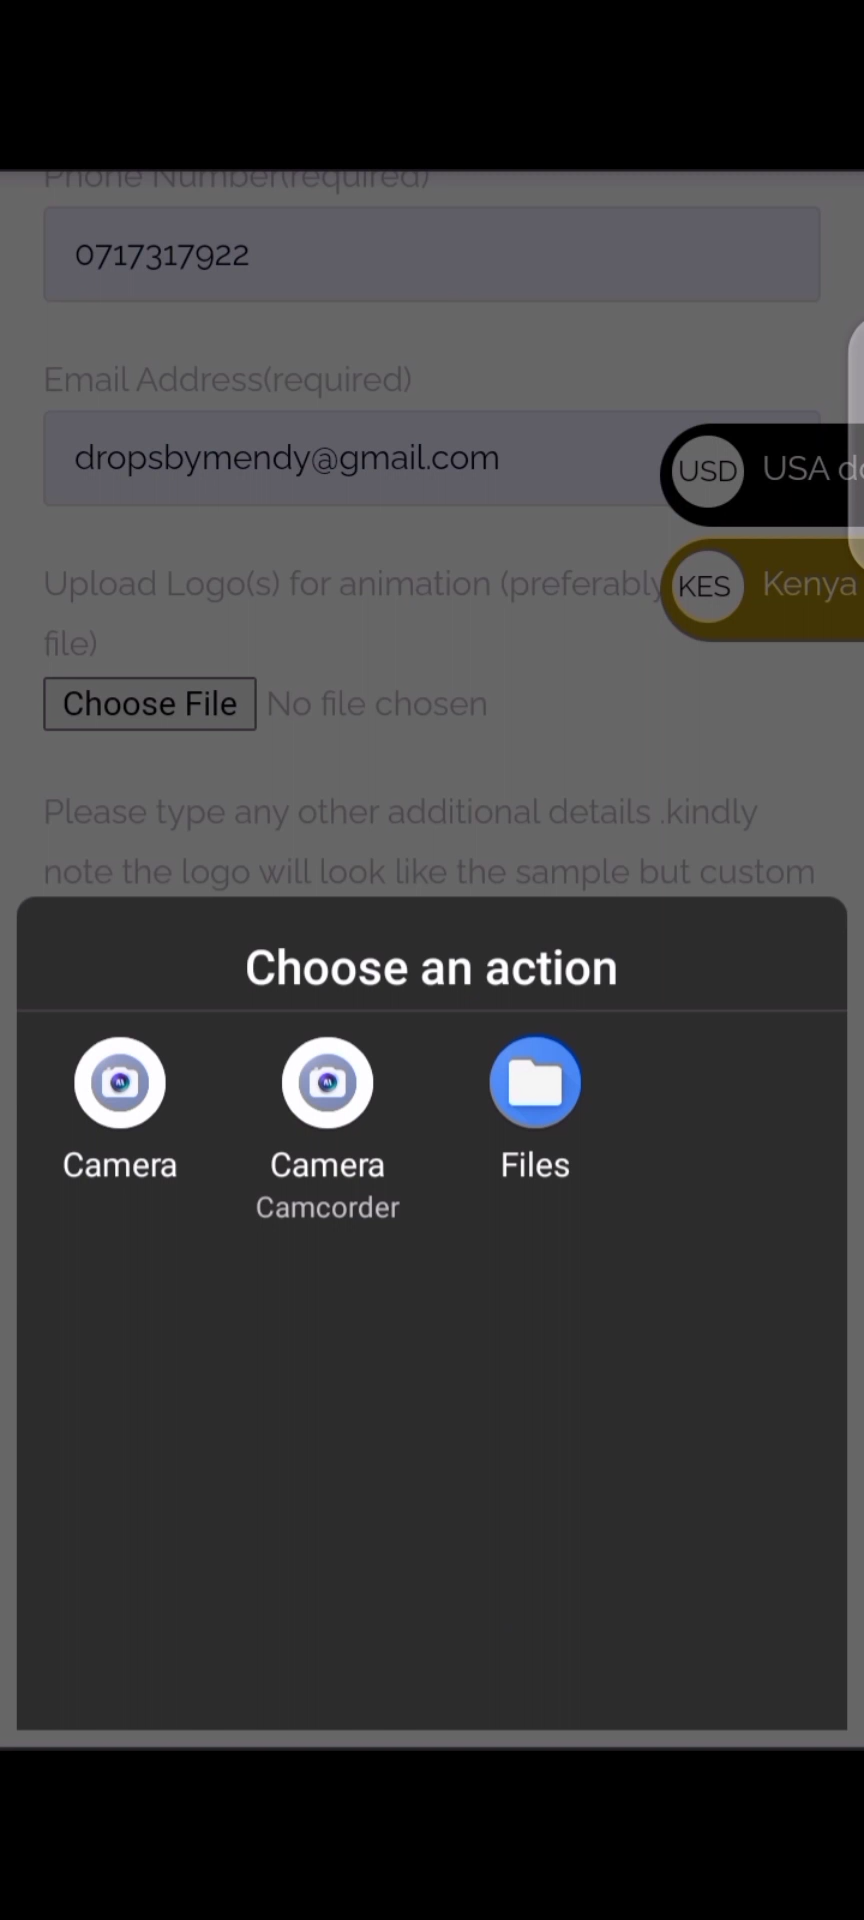 Phone Number(required)
0717317922
Email Address(required)
dropsbymendy@gmail.com
USD USA
Upload Logo(s) for animation (preferably
KES Kenya
file)
Choose File No file chosen
Please type any other additional details .kindly
note the logo will look like the sample but custom
Choose an action
Camera
Camera
Camcorder
Files